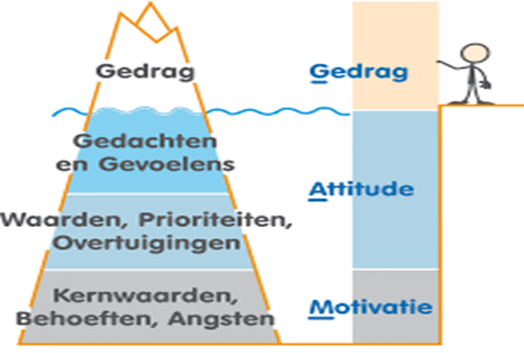 Gedrag
Gedachten
en Gevoelens
Waarden, Prioriteiten,
Overtuigingen
Kernwaarden,
Behoeften, Angsten
Gedrag
Attitude
Motivatie